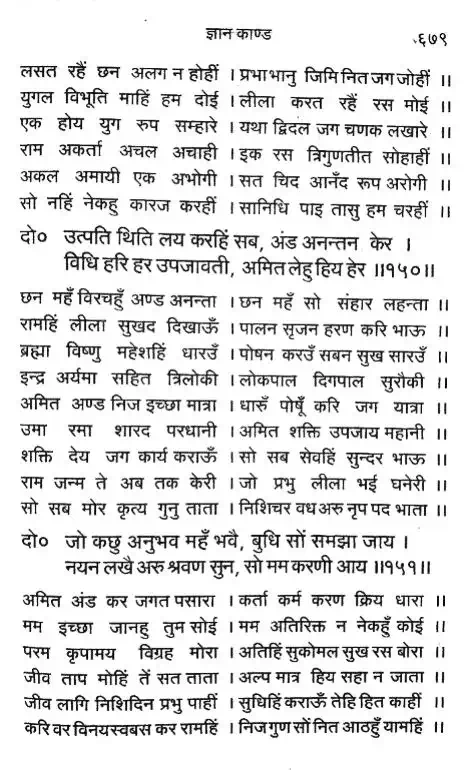 ज्ञान काण्ड
६७९
लसत रहैं छन अलग न होहीं । प्रभाभानु जिमि नित जग जोहीं ॥
युगल विभूति माहिं हम दोई । लीला करत रहैं रस मोई ॥
एक होय युग रुप सम्हारे । यथा द्विदल जग चणक लखारे ॥
राम अकर्ता अचल अचाही । इक रस त्रिगुणतीत सोहाहीं ॥
अकल अमायी एक अभोगी । सत चिद आनँद रूप अरोगी ॥
सो नहिं नेकहु कारज करहीं । सानिधि पाइ तासु हम चरहीं ॥
दो० उत्पति थिति लय करहिं सब, अंड अनन्तन केर ।
विधि हरि हर उपजावती, अमित लेहु हिय हेर ॥१५०॥
छन महँ विरचहुँ अण्ड अनन्ता । छन महँ सो संहार लहन्ता ॥
रामहिं लीला सुखद दिखाऊँ । पालन सृजन हरण करि भाऊ ॥
ब्रह्मा विष्णु महेशहिं धारउँ । पोषन करउँ सबन सुख सारउँ ॥
इन्द्र अर्यमा सहित त्रिलोकी । लोकपाल दिगपाल सुरौकी ॥
अमित अण्ड निज इच्छा मात्रा । धारुँ पोषूँ करि जग यात्रा ॥
उमा रमा शारद परधानी । अमित शक्ति उपजाय महानी ॥
शक्ति देय जग कार्य कराऊँ । सो सब सेवहिं सुन्दर भाऊ ॥
राम जन्म ते अब तक केरी । जो प्रभु लीला भई घनेरी ॥
सो सब मोर कृत्य गुनु ताता । निशिचर वध अरु नृप पद भाता ॥
दो० जो कछु अनुभव महँ भवै, बुधि सों समझा जाय ।
नयन लखै अरु श्रवण सुन, सो मम करणी आय ॥१५१॥
अमित अंड कर जगत पसारा । कर्ता कर्म करण क्रिय धारा ॥
मम इच्छा जानहु तुम सोई । मम अतिरिक्त न नेकहुँ कोई ॥
परम कृपामय विग्रह मोरा । अतिहिं सुकोमल सुख रस बोरा ॥
जीव ताप मोहिं तें सत ताता । अल्प मात्र हिय सहा न जाता ॥
जीव लागि निशिदिन प्रभु पाहीं । सुधिहिं कराऊँ तेहि हित काहीं ॥
करि वर विनय स्वबस कर रामहिं । निज गुण सों नित आठहुँ यामहिं ॥